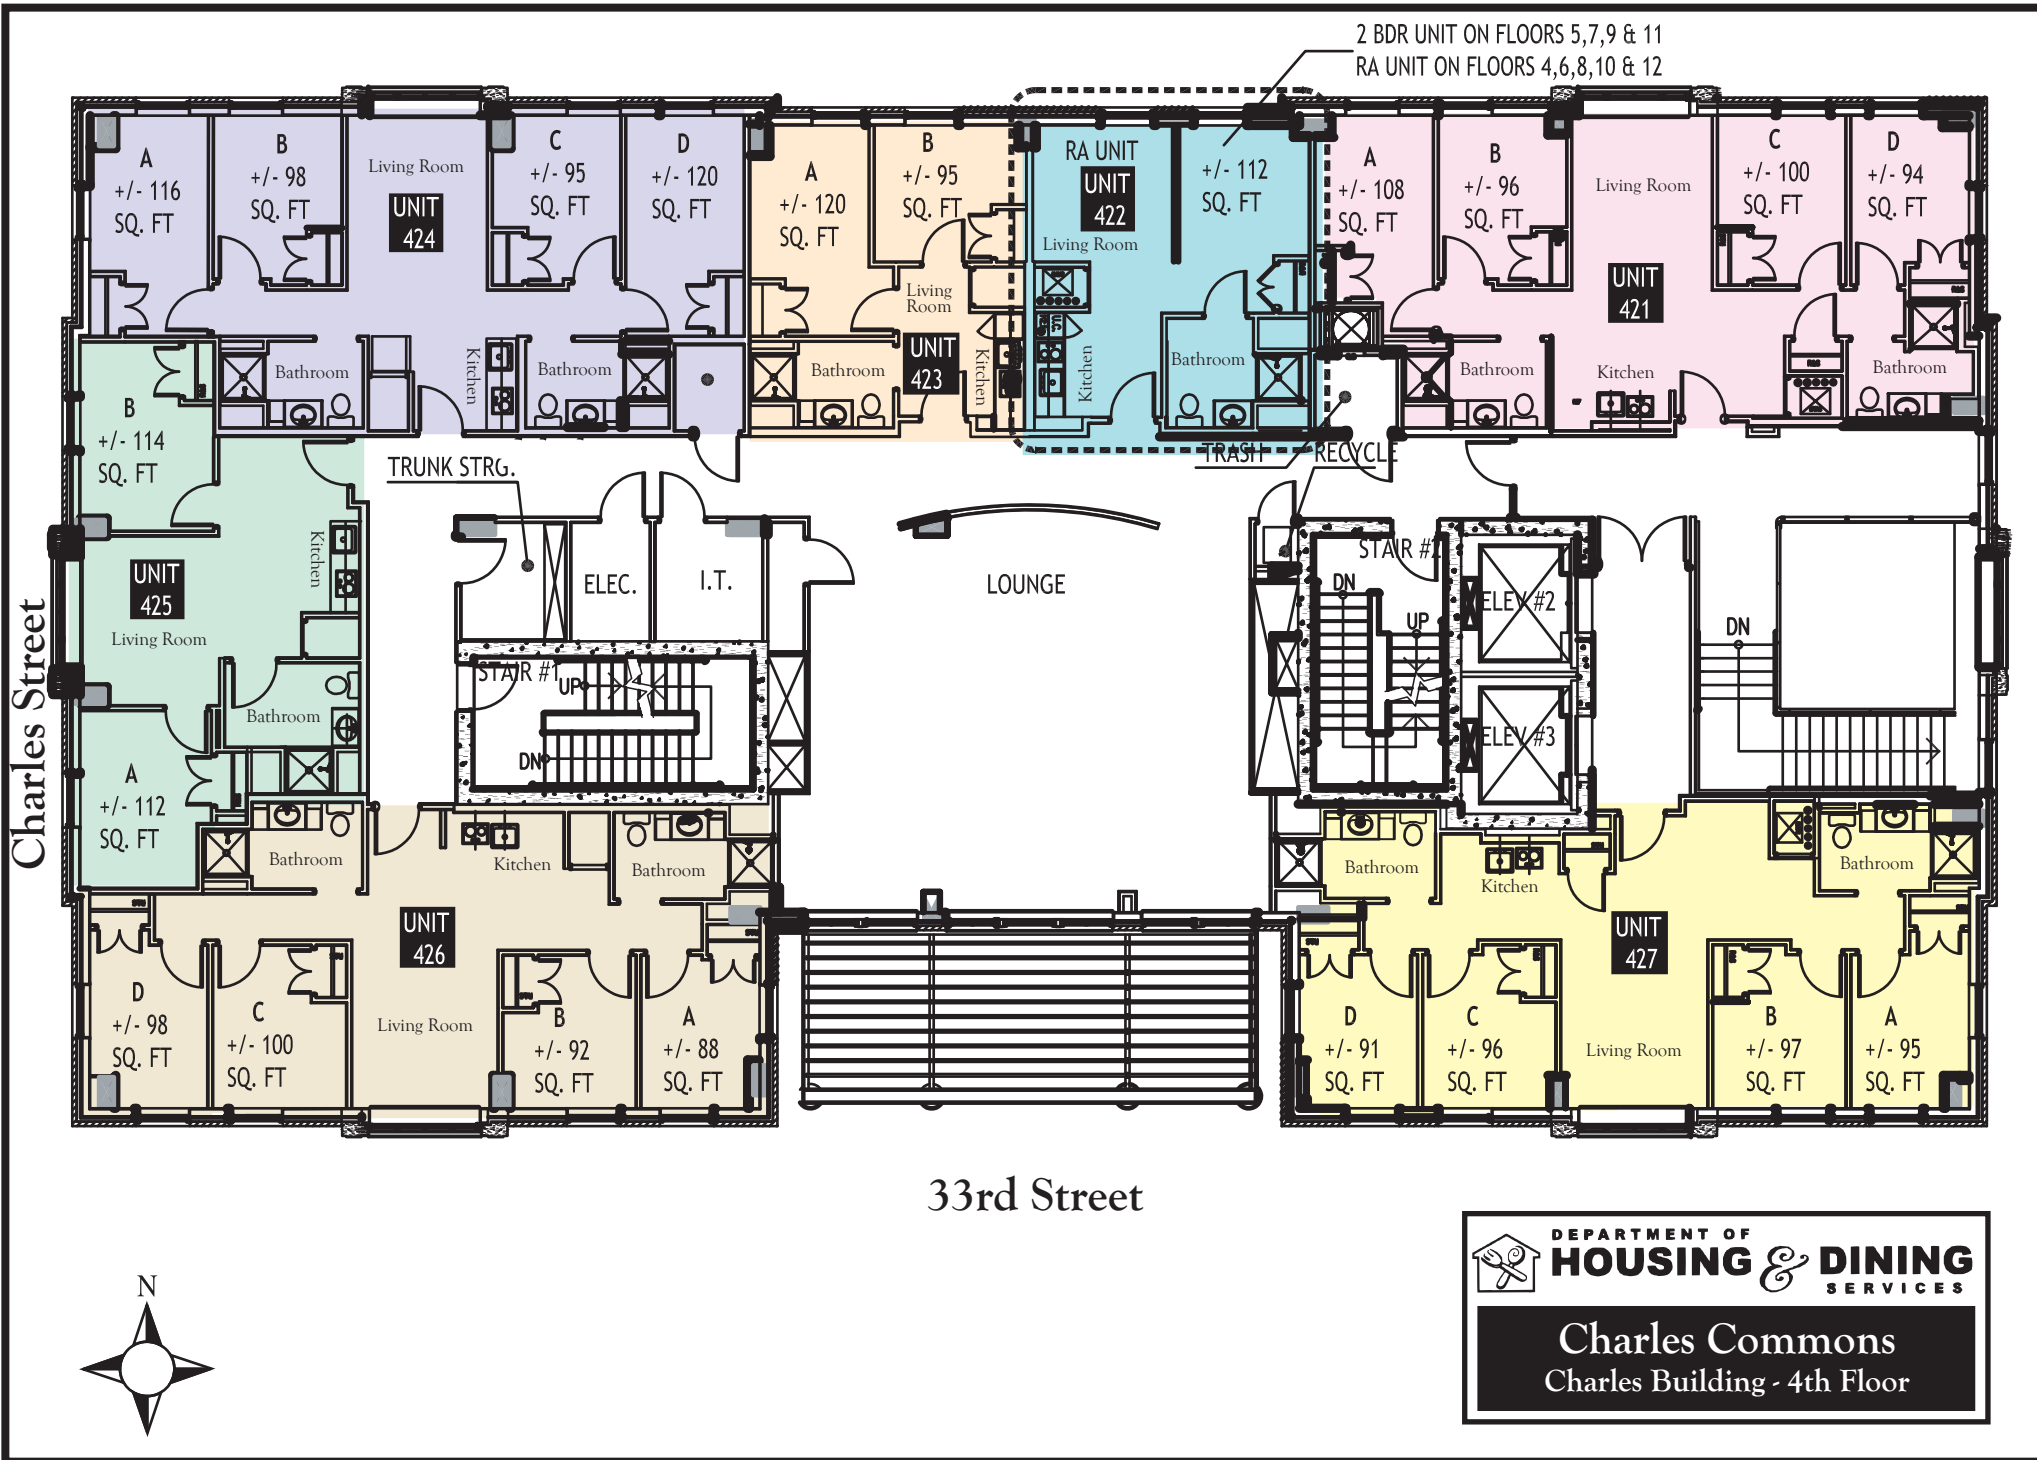 2 BDR UNIT ON FLOORS 5,7,9 & 11
RA UNIT ON FLOORS 4,6,8,10 & 12
A
+/- 116
SQ. FT
B
+/- 98
SQ. FT
Living Room
UNIT
424
C
+/- 95
SQ. FT
D
+/- 120
SQ. FT
Bathroom
Kitchen
Bathroom
A
+/- 120
SQ. FT
B
+/- 95
SQ. FT
Living
Room
UNIT
423
Bathroom
Kitchen
RA UNIT
UNIT
422
Living Room
+/- 112
SQ. FT
U.C.
Kitchen
Bathroom
A
+/- 108
SQ. FT
B
+/- 96
SQ. FT
Living Room
UNIT
421
C
+/- 100
SQ. FT
D
+/- 94
SQ. FT
Bathroom
Kitchen
Bathroom
B
+/- 114
SQ. FT
Kitchen
UNIT
425
Living Room
Bathroom
A
+/- 112
SQ. FT
TRUNK STRG.
TRASH
RECYCLE
ELEC.
I.T.
LOUNGE
STAIR #1
UP
DN
STAIR #2
DN
UP
ELEV #2
ELEV #3
DN
Charles Street
Bathroom
Kitchen
Bathroom
UNIT
426
D
+/- 98
SQ. FT
C
+/- 100
SQ. FT
Living Room
B
+/- 92
SQ. FT
A
+/- 88
SQ. FT
Bathroom
Kitchen
Bathroom
UNIT
427
D
+/- 91
SQ. FT
C
+/- 96
SQ. FT
Living Room
B
+/- 97
SQ. FT
A
+/- 95
SQ. FT
33rd Street
N
DEPARTMENT OF
HOUSING & DINING
SERVICES
Charles Commons
Charles Building - 4th Floor